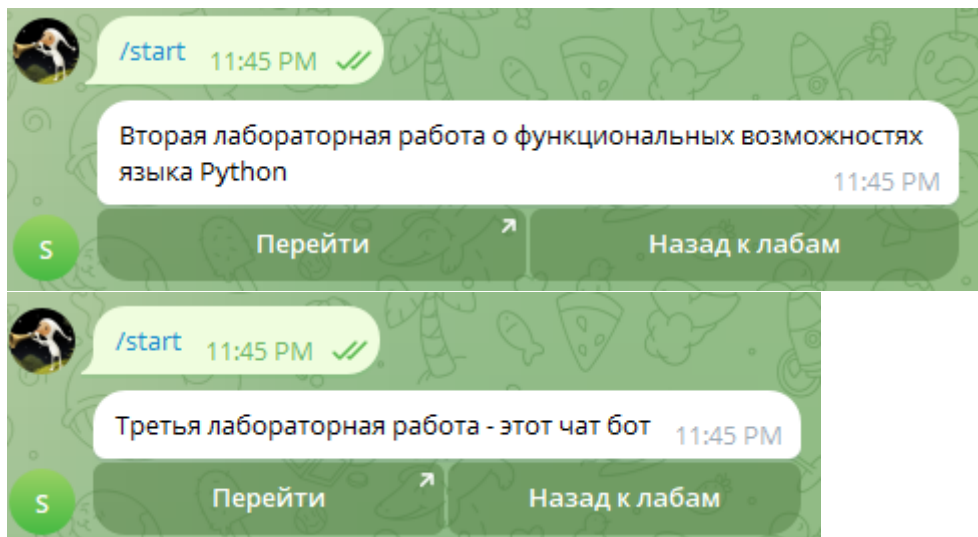 /start 11:45 PM
Вторая лабораторная работа о функциональных возможностях
языка Python 11:45 PM
S Перейти Назад к лабам
/start 11:45 PM
Третья лабораторная работа - этот чат бот 11:45 PM
S Перейти Назад к лабам